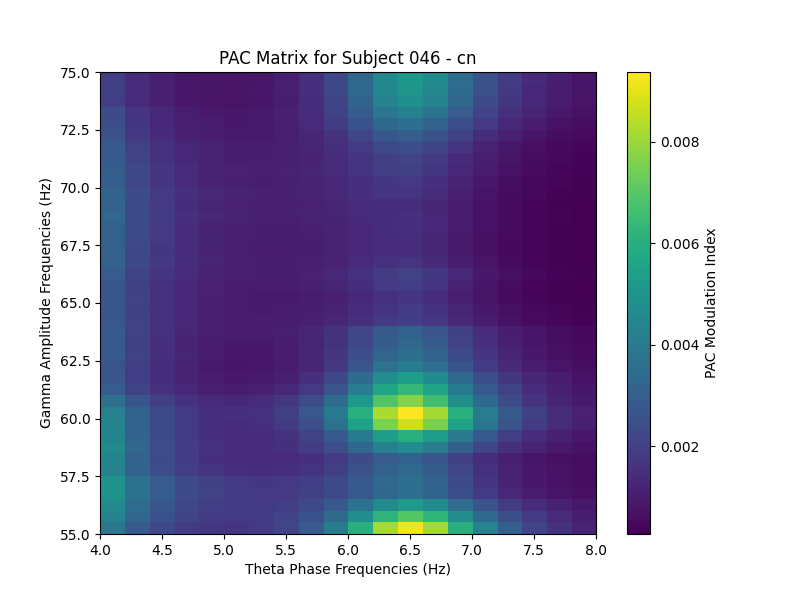 PAC Matrix for Subject 046 - cn
75.0
72.5
70.0
67.5
65.0
62.5
60.0
57.5
55.0
Gamma Amplitude Frequencies (Hz)
4.0 4.5 5.0 5.5 6.0 6.5 7.0 7.5 8.0
Theta Phase Frequencies (Hz)
0.008
0.006
0.004
0.002
PAC Modulation Index